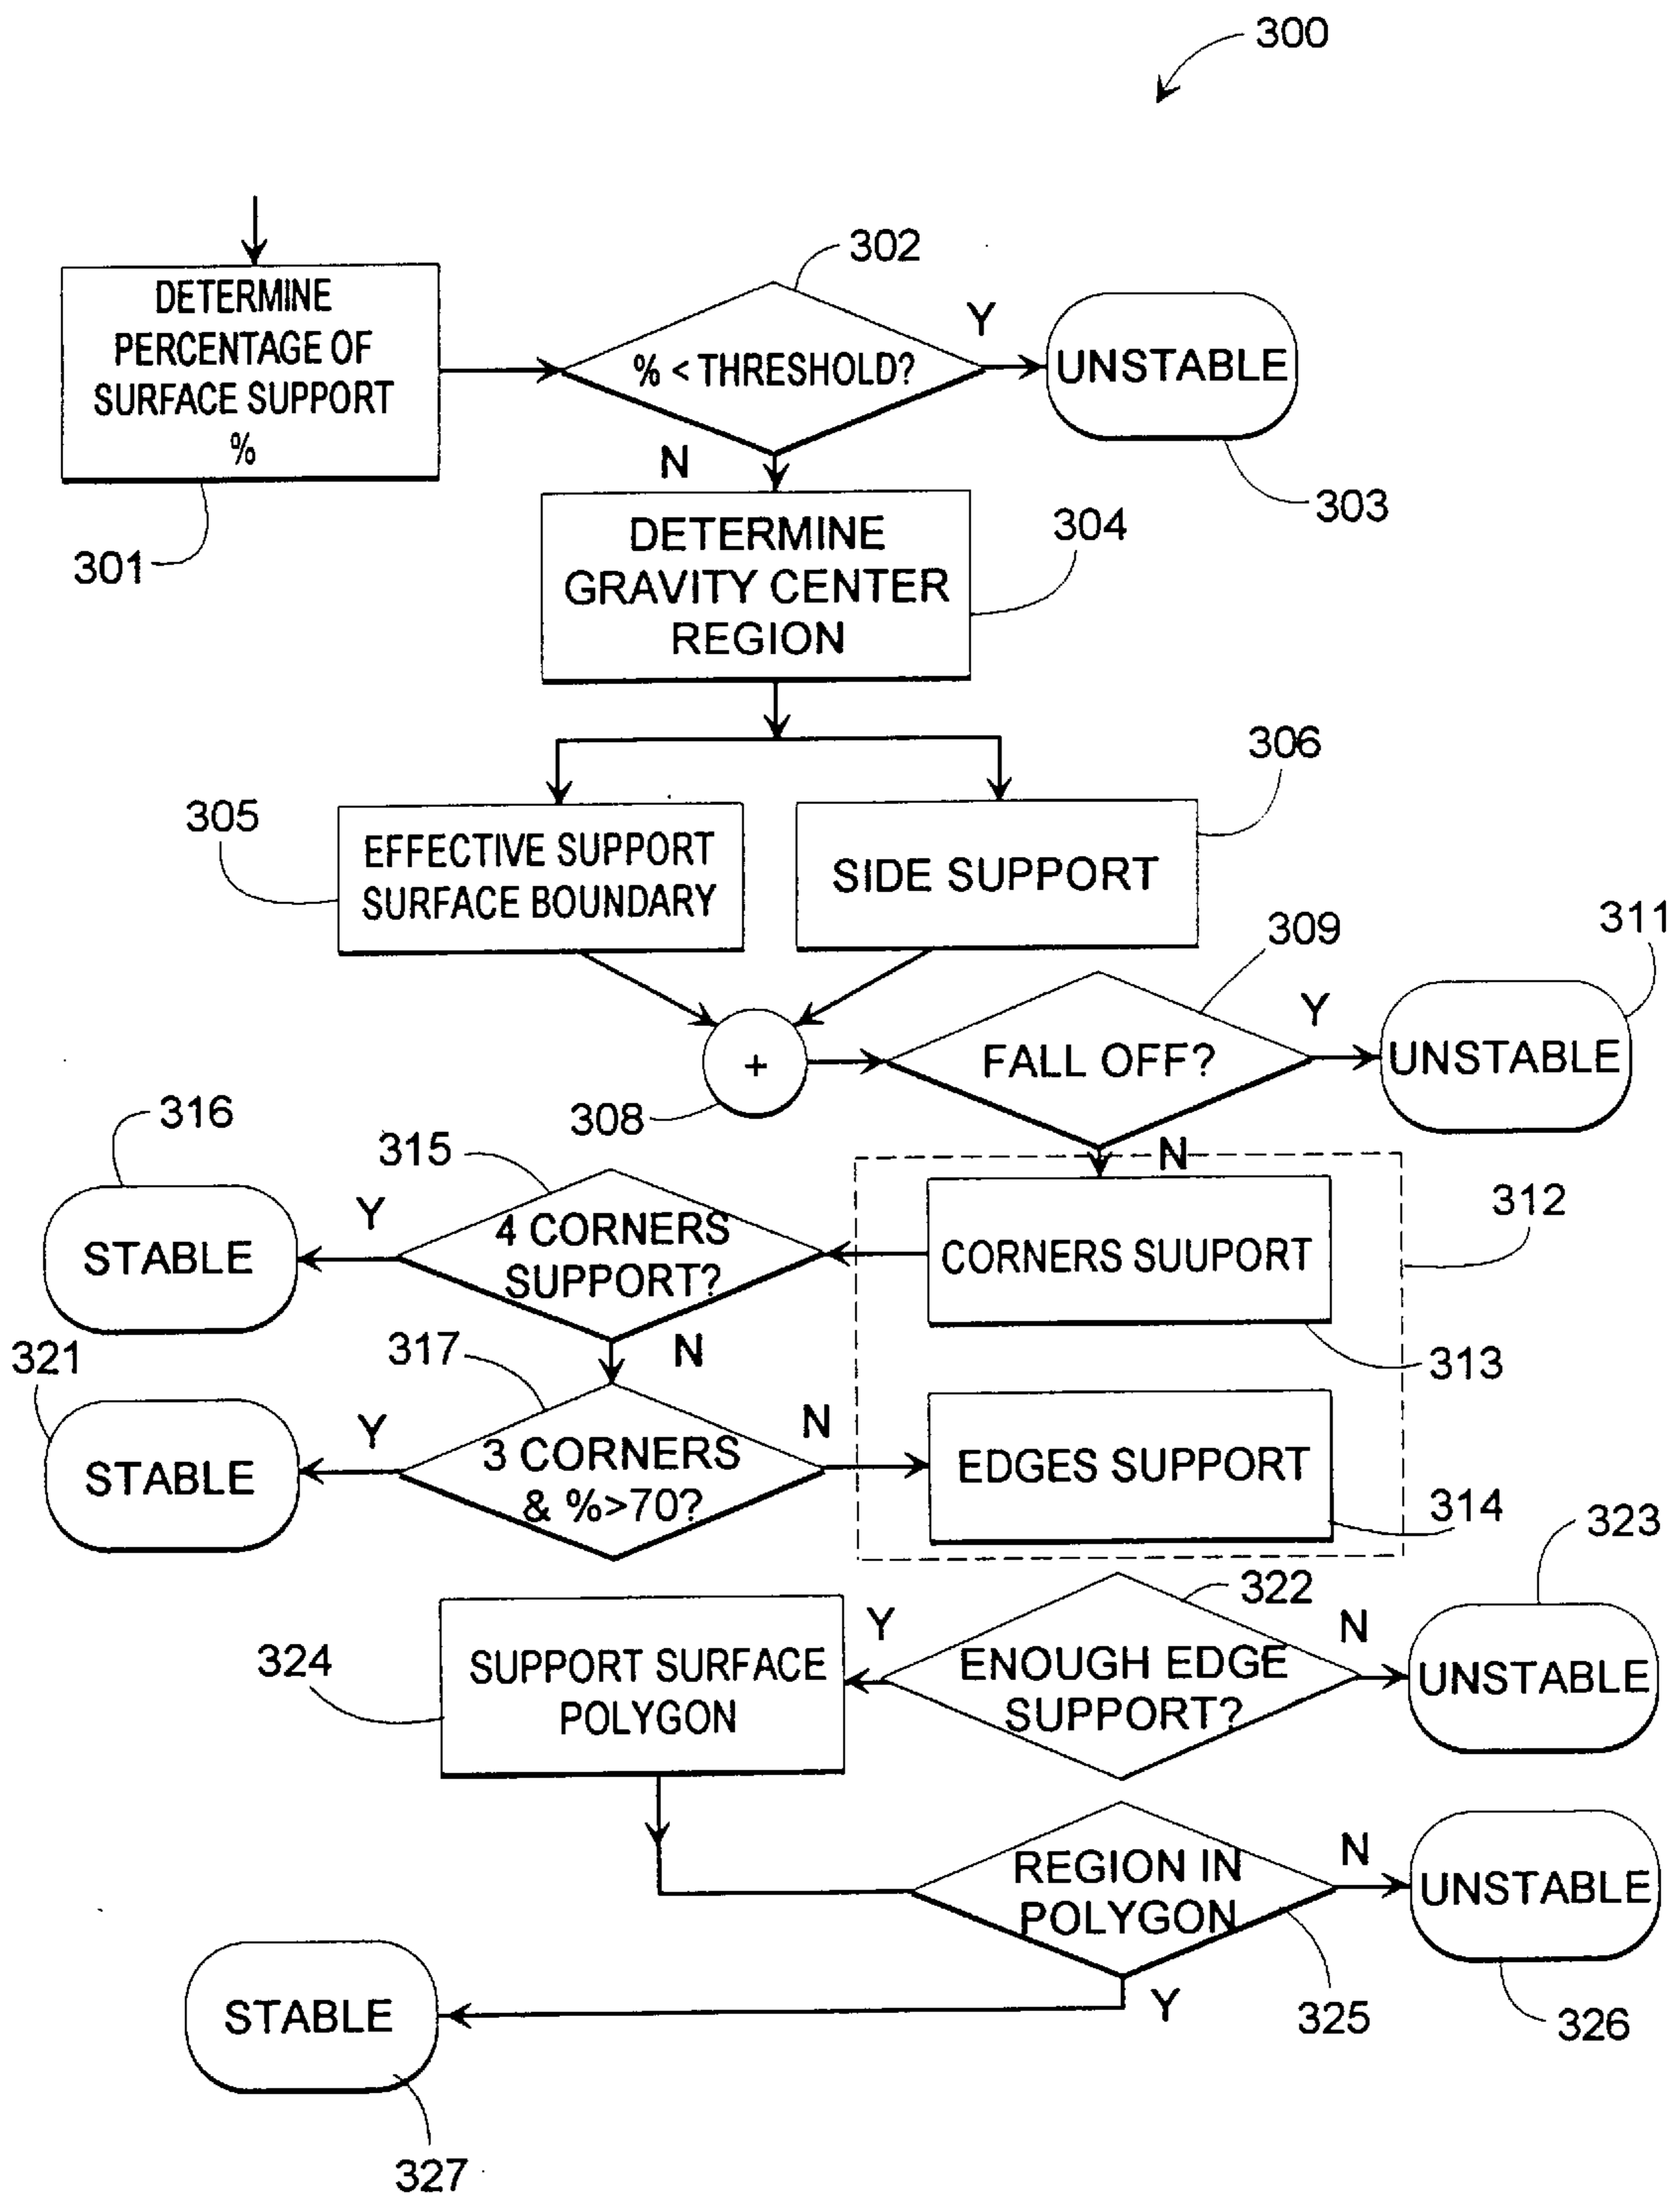 300
302
DETERMINE
PERCENTAGE OF
SURFACE SUPPORT
%
301
% < THRESHOLD?
Y
UNSTABLE
303
N
DETERMINE
GRAVITY CENTER
REGION
304
305
EFFECTIVE SUPPORT
SURFACE BOUNDARY
306
SIDE SUPPORT
+
308
309
FALL OFF?
Y
311
UNSTABLE
N
312
CORNERS SUUPORT
313
315
4 CORNERS
SUPPORT?
Y
316
STABLE
N
317
3 CORNERS
& %>70?
Y
321
STABLE
N
EDGES SUPPORT
314
322
ENOUGH EDGE
SUPPORT?
N
323
UNSTABLE
Y
324
SUPPORT SURFACE
POLYGON
REGION IN
POLYGON
325
N
UNSTABLE
326
Y
STABLE
327